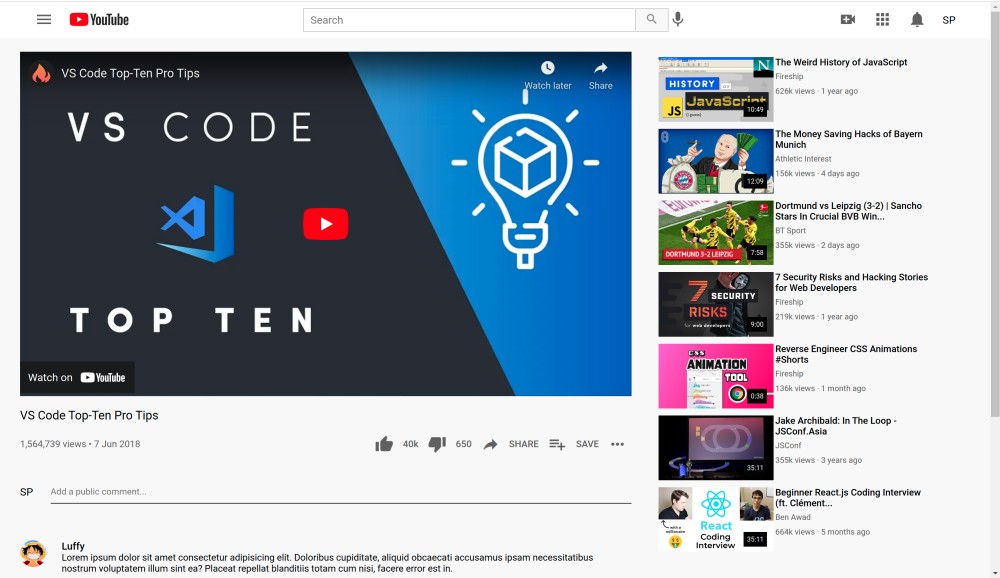 YouTube
Search
SP
VS Code Top-Ten Pro Tips
Watch later
Share
VS CODE
TOP TEN
Watch on YouTube
VS Code Top-Ten Pro Tips
1,564,739 views • 7 Jun 2018
40k
650
SHARE
SAVE
SP
Add a public comment...
Luffy
Lorem ipsum dolor sit amet consectetur adipisicing elit. Doloribus cupiditate, aliquid obcaecati accusamus ipsam necessitatibus
nostrum voluptatem illum sint ea? Placeat repellat blanditiis totam cum nisi, facere error est in.
N
HISTORY
JS
JavaScript
10:49
The Weird History of JavaScript
Fireship
626k views · 1 year ago
12:09
The Money Saving Hacks of Bayern
Munich
Athletic Interest
156k views · 4 days ago
DORTMUND 3-2 LEIPZIG
7:58
Dortmund vs Leipzig (3-2) | Sancho
Stars In Crucial BVB Win...
BT Sport
355k views · 2 days ago
7 SECURITY
RISKS
for web developers
9:00
7 Security Risks and Hacking Stories
for Web Developers
Fireship
219k views · 1 year ago
CSS
ANIMATION
TOOL
0:38
Reverse Engineer CSS Animations
#Shorts
Fireship
136k views · 1 month ago
35:11
Jake Archibald: In The Loop -
JSConf.Asia
JSConf
355k views · 3 years ago
with a
millionaire
React
Coding
Interview
35:11
Beginner React.js Coding Interview
(ft. Clément...
Ben Awad
664k views · 5 months ago